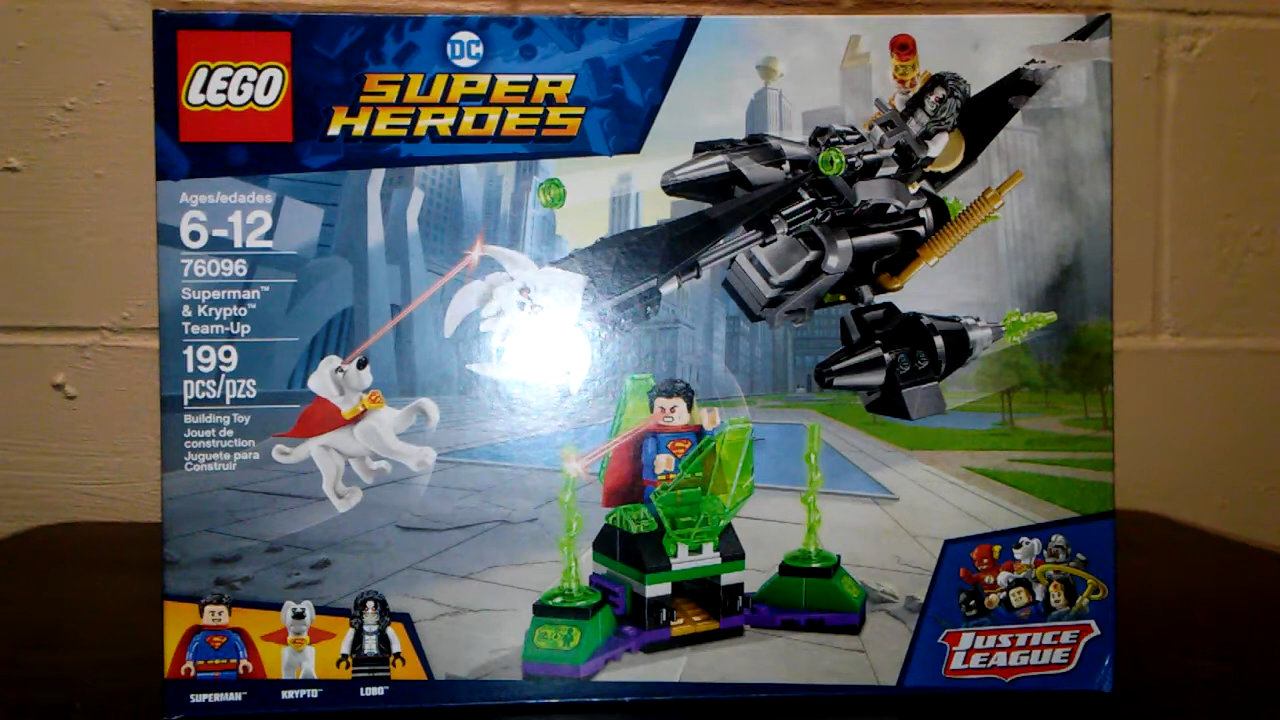 LEGO
DC
SUPER
HEROES
Ages/edades
6-12
76096
Superman™
& Krypto™
Team-Up
199
pcs/pzs
Building Toy
Jouet de
construction
Juguete para
Construir
SUPERMAN™
KRYPTO™
LOBO™
JUSTICE
LEAGUE